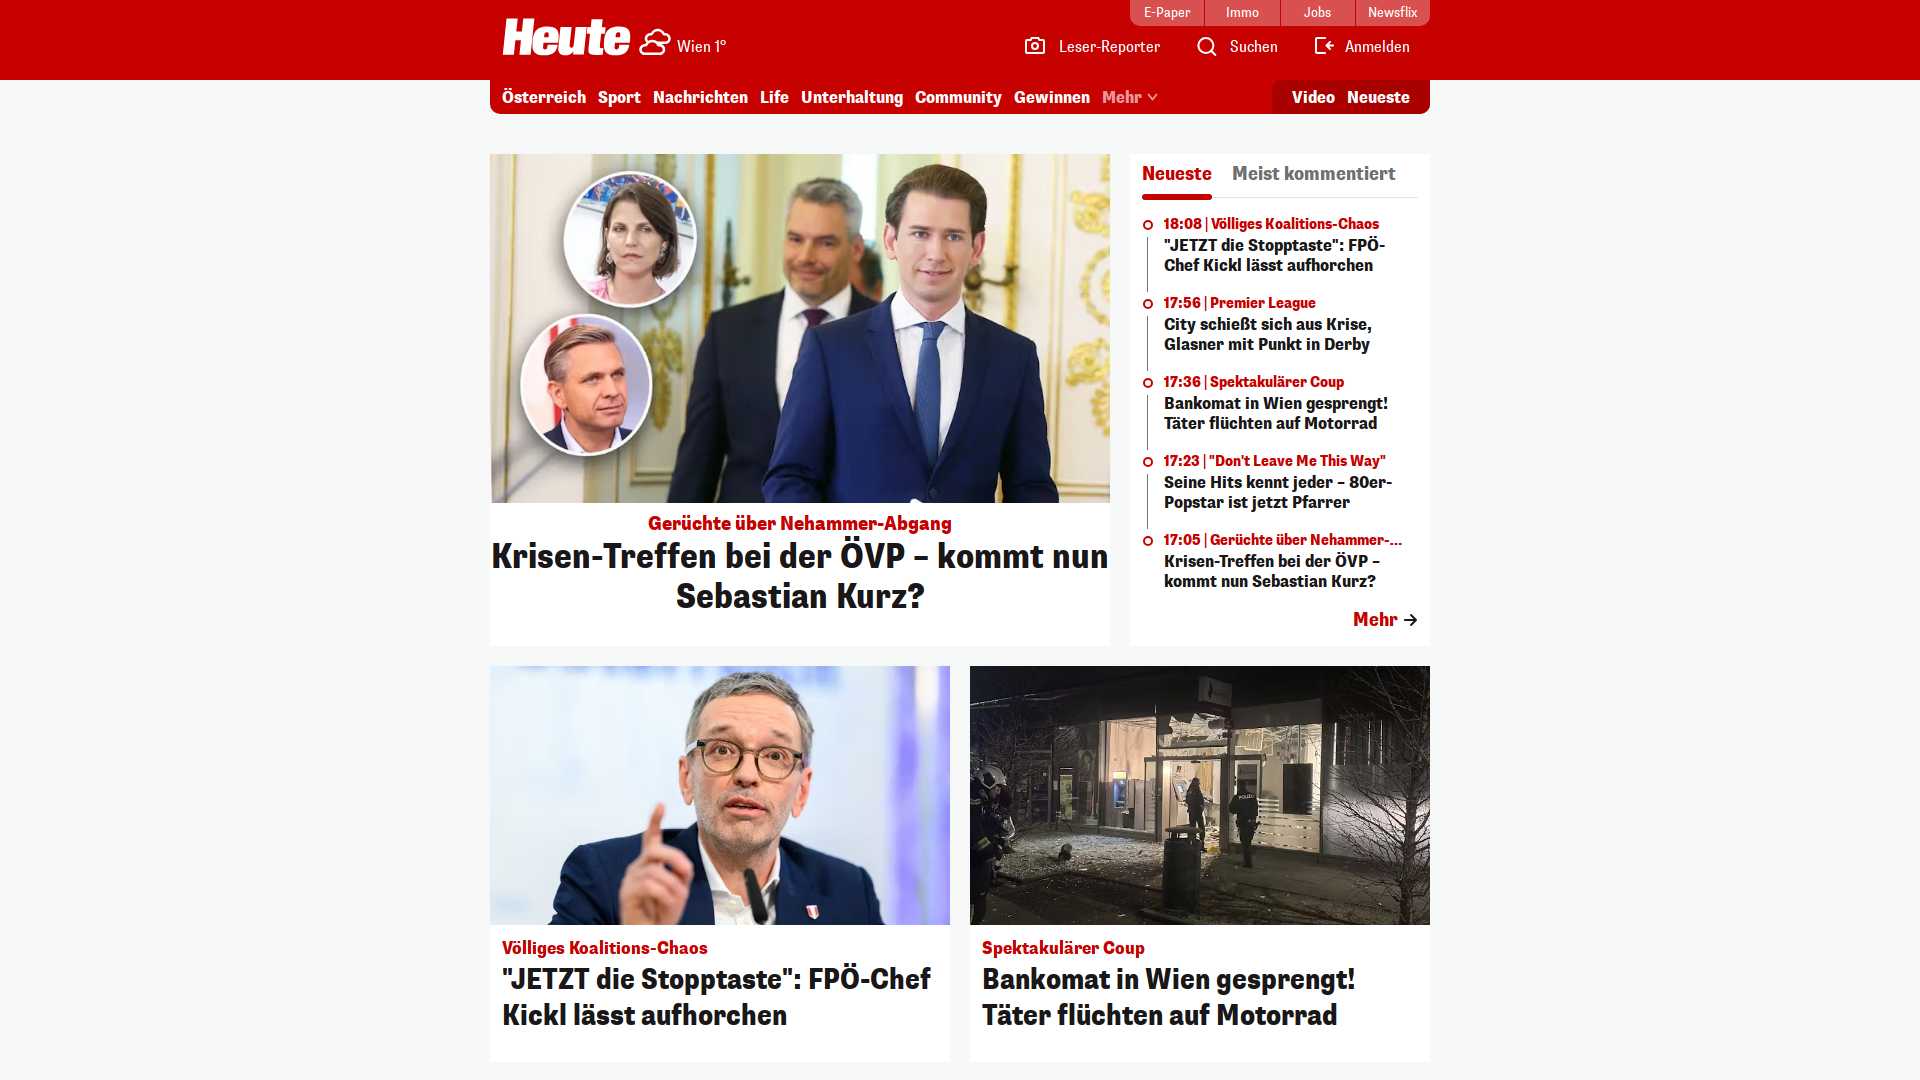 E-Paper
Immo
Jobs
Newsflix
Heute
Wien 1°
Leser-Reporter
Suchen
Anmelden
Österreich
Sport
Nachrichten
Life
Unterhaltung
Community
Gewinnen
Mehr
Video
Neueste
Gerüchte über Nehammer-Abgang
Krisen-Treffen bei der ÖVP – kommt nun
Sebastian Kurz?
Neueste
Meist kommentiert
18:08 | Völliges Koalitions-Chaos
"JETZT die Stopptaste": FPÖ-
Chef Kickl lässt aufhorchen
17:56 | Premier League
City schießt sich aus Krise,
Glasner mit Punkt in Derby
17:36 | Spektakulärer Coup
Bankomat in Wien gesprengt!
Täter flüchten auf Motorrad
17:23 | "Don't Leave Me This Way"
Seine Hits kennt jeder – 80er-
Popstar ist jetzt Pfarrer
17:05 | Gerüchte über Nehammer-...
Krisen-Treffen bei der ÖVP –
kommt nun Sebastian Kurz?
Mehr
Völliges Koalitions-Chaos
"JETZT die Stopptaste": FPÖ-Chef
Kickl lässt aufhorchen
POLIZEI
Spektakulärer Coup
Bankomat in Wien gesprengt!
Täter flüchten auf Motorrad